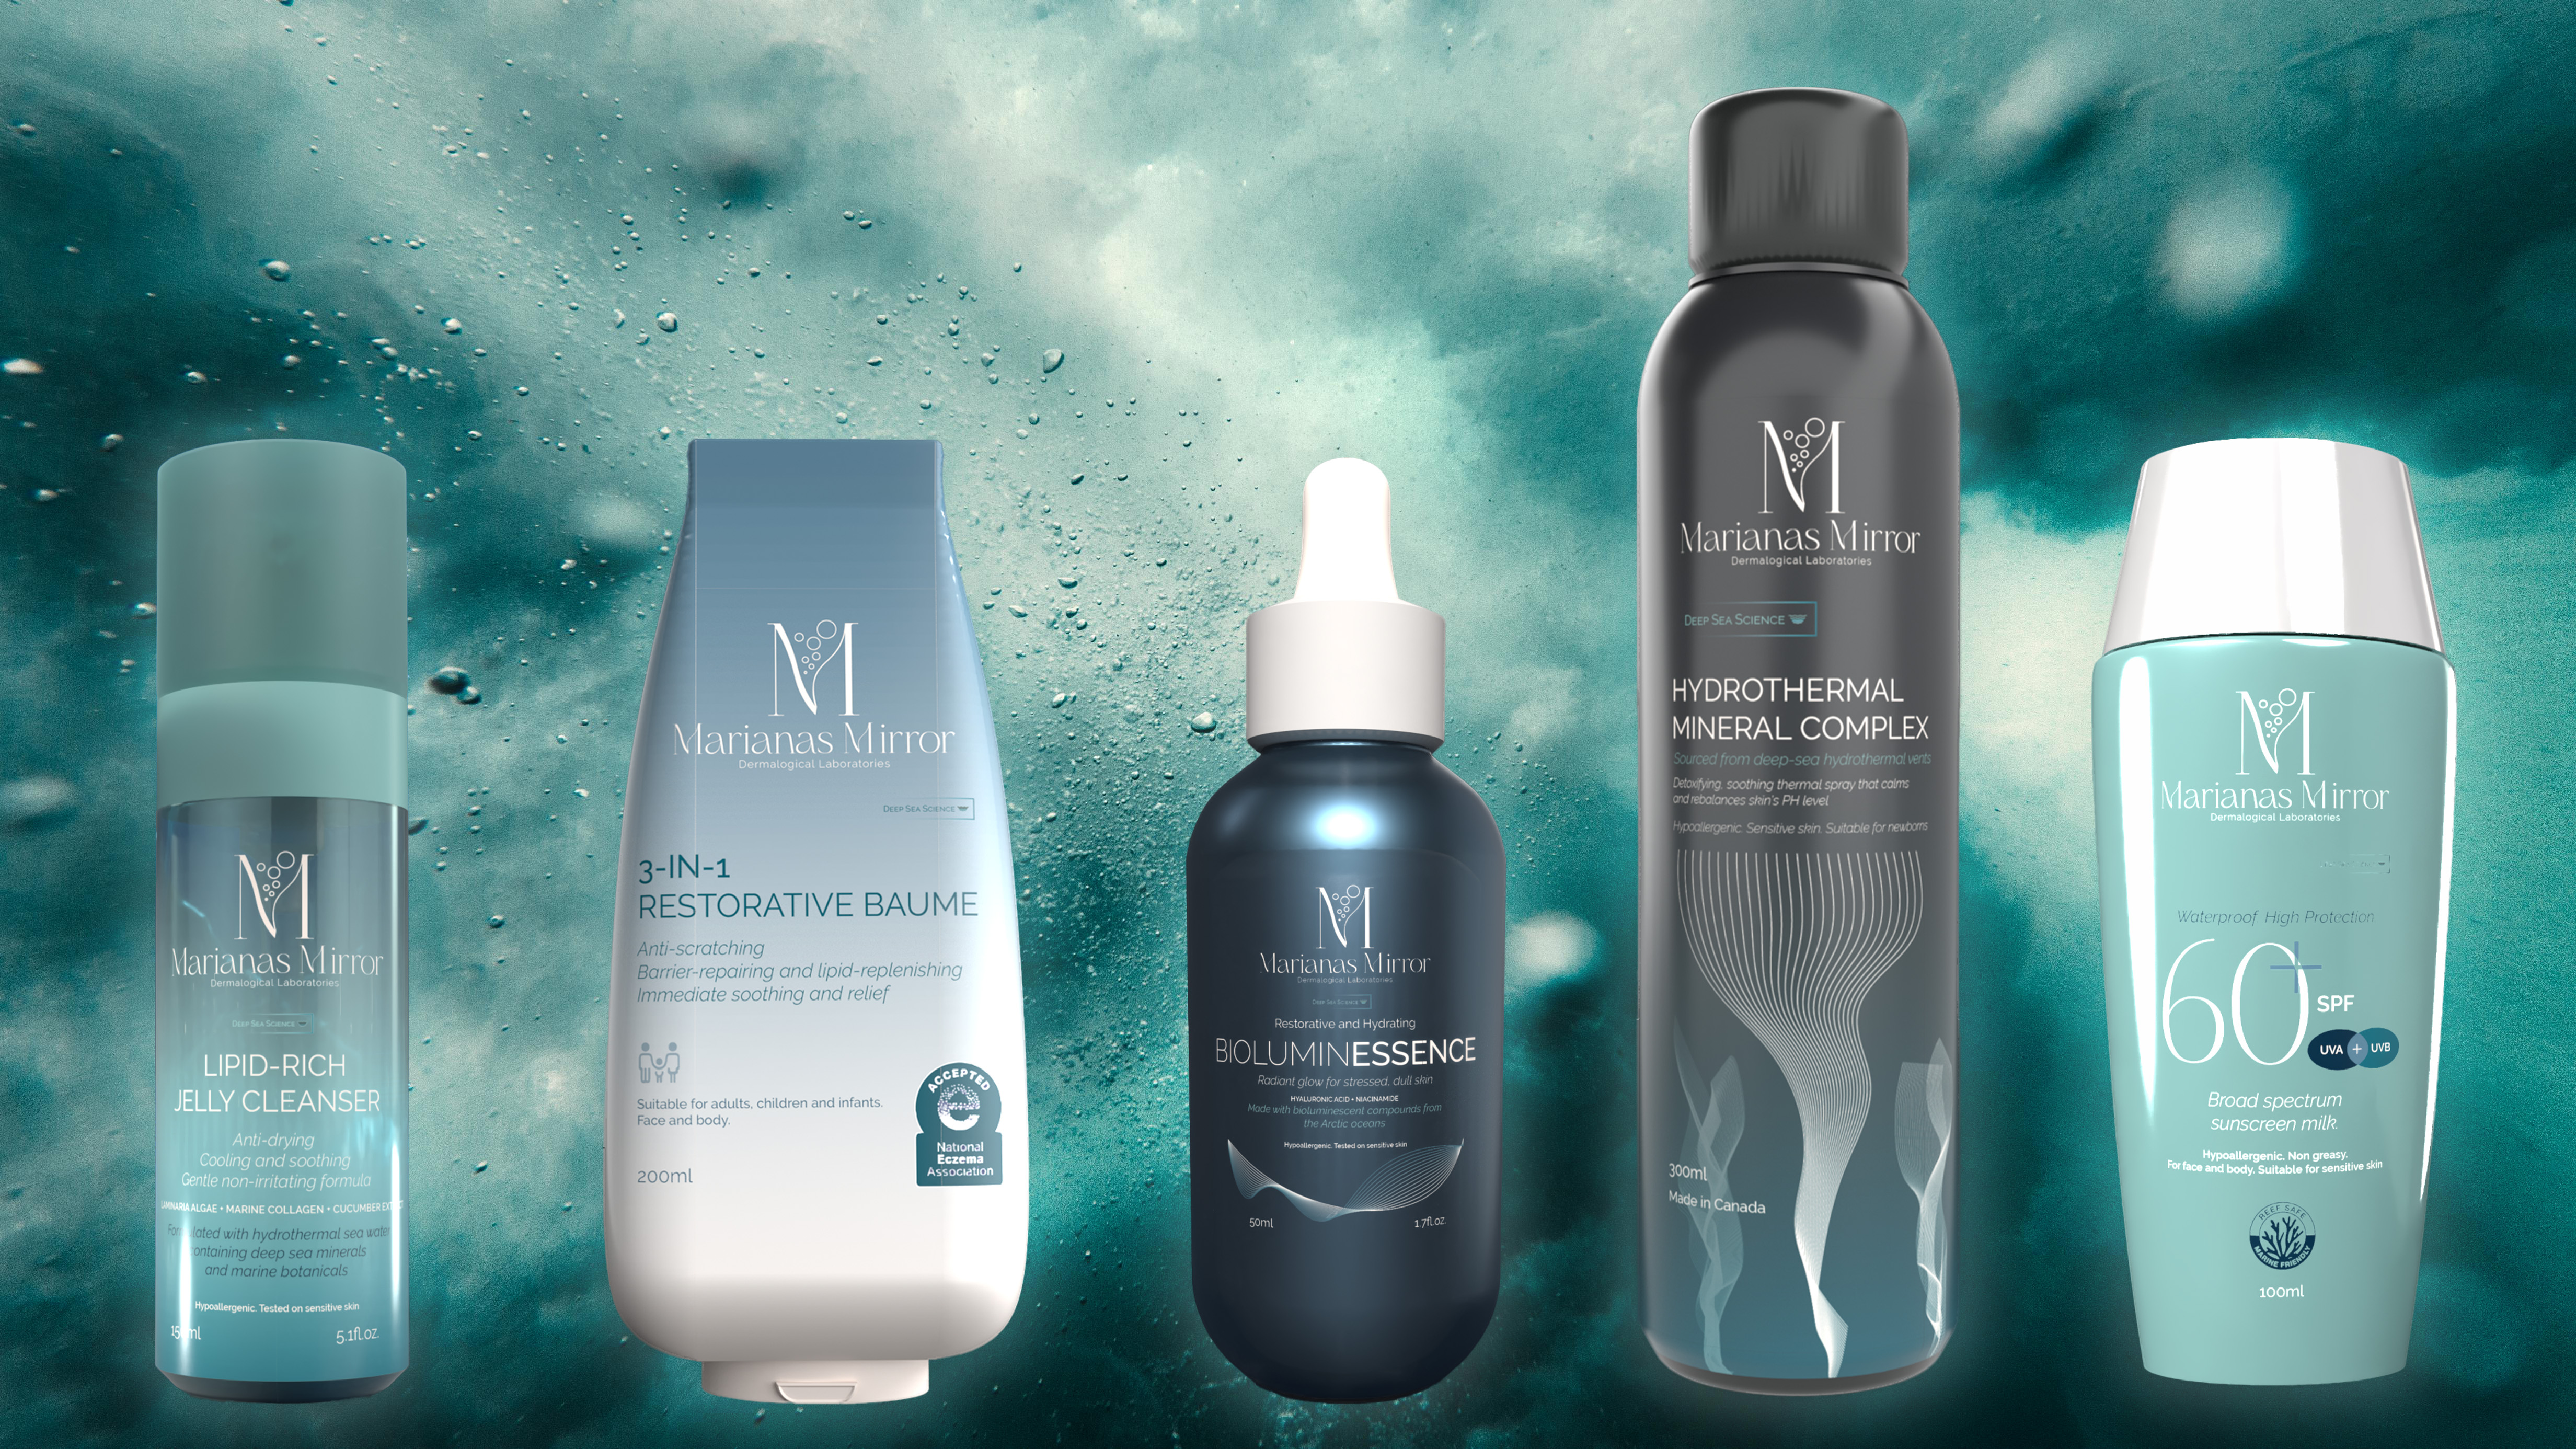 Marianas Mirror
Dermalogical Laboratories
DEEP SEA SCIENCE
LIPID-RICH
JELLY CLEANSER
Anti-drying
Cooling and soothing
Gentle non-irritating formula
ALGAE • MARINE COLLAGEN • CUCUMBER
with hydrothermal sea water
containing deep sea minerals
and marine botanicals
Hypoallergenic. Tested on sensitive skin
5.1fl.oz.
M
Marianas Mirror
Dermalogical Laboratories
DEEP SEA SCIENCE
3-IN-1
RESTORATIVE BAUME
Anti-scratching
Barrier-repairing and lipid-replenishing
Immediate soothing and relief
Suitable for adults, children and infants.
Face and body.
200ml
ACCEPTED
National
Eczema
Association
M
Marianas Mirror
Dermalogical Laboratories
DEEP SEA SCIENCE
Restorative and Hydrating
BIOLUMINESSENCE
Radiant glow for stressed, dull skin
HYALURONIC ACID • NIACINAMIDE
Made with bioluminescent compounds from
the Arctic oceans
Hypoallergenic. Tested on sensitive skin
50ml
1.7fl.oz.
M
Marianas Mirror
Dermalogical Laboratories
DEEP SEA SCIENCE
HYDROTHERMAL
MINERAL COMPLEX
Sourced from deep-sea hydrothermal vents
Detoxifying, soothing thermal spray that calms
and rebalances skin's PH level
Hypoallergenic. Sensitive skin. Suitable for newborns
300ml
Made in Canada
M
Marianas Mirror
Dermalogical Laboratories
Waterproof High Protection
60+
SPF
UVA + UVB
Broad spectrum
sunscreen milk
Hypoallergenic. Non greasy.
For face and body. Suitable for sensitive skin
REEF SAFE
MARINE FRIENDLY
100ml